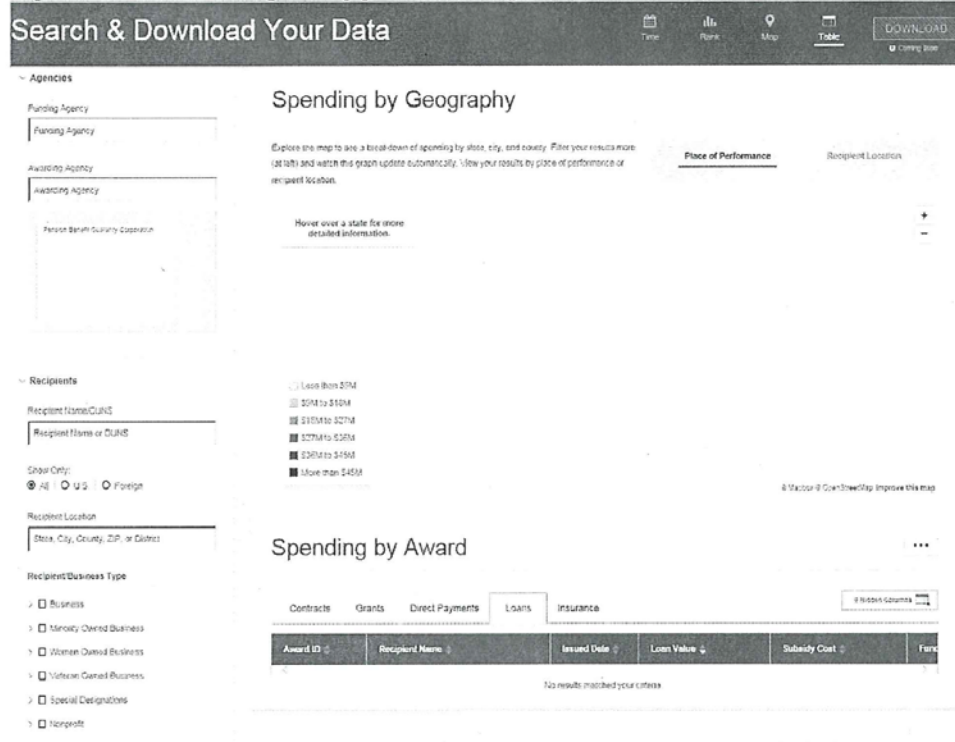 Search & Download Your Data
Time
Rank
Map
Table
DOWNLOAD
Coming Soon
Agencies
Funding Agency
Funding Agency
Awarding Agency
Awarding Agency
Pension Benefit Guaranty Corporation
Recipients
Recipient Name/DUNS
Recipient Name or DUNS
Show Only:
All U.S. Foreign
Recipient Location
State, City, County, ZIP, or District
Recipient/Business Type
Business
Minority Owned Business
Women Owned Business
Veteran Owned Business
Special Designations
Nonprofit
Spending by Geography
Explore the map to see a breakdown of spending by state, city, and county. Filter your results more
(at left) and watch this graph update automatically. View your results by place of performance or
recipient location.
Place of Performance
Recipient Location
Hover over a state for more
detailed information.
+
−
Less than $9M
$9M to $18M
$18M to $27M
$27M to $36M
$36M to $45M
More than $45M
© Mapbox © OpenStreetMap Improve this map
Spending by Award
...
Contracts Grants Direct Payments Loans Insurance
Hidden Columns
Award ID Recipient Name Issued Date Loan Value Subsidy Cost Fund
No results matched your criteria